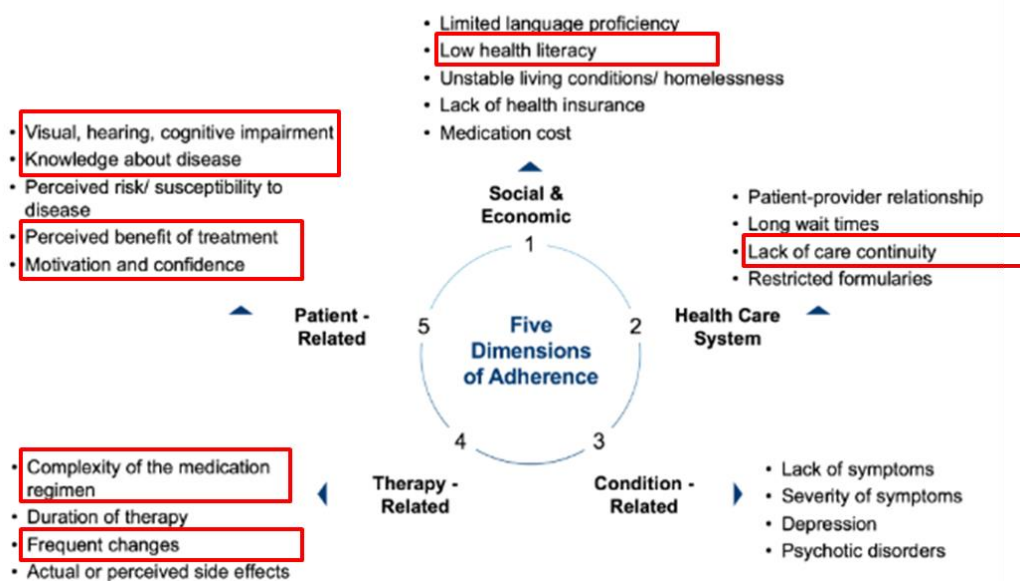 • Limited language proficiency
• Low health literacy
• Unstable living conditions/ homelessness
• Lack of health insurance
• Medication cost
Social &
Economic
1
• Patient-provider relationship
• Long wait times
• Lack of care continuity
• Restricted formularies
Health Care
System
2
• Lack of symptoms
• Severity of symptoms
• Depression
• Psychotic disorders
Condition -
Related
3
• Complexity of the medication
regimen
• Duration of therapy
• Frequent changes
• Actual or perceived side effects
Therapy -
Related
4
• Visual, hearing, cognitive impairment
• Knowledge about disease
• Perceived risk/ susceptibility to
disease
• Perceived benefit of treatment
• Motivation and confidence
Patient -
Related
5
Five
Dimensions
of Adherence